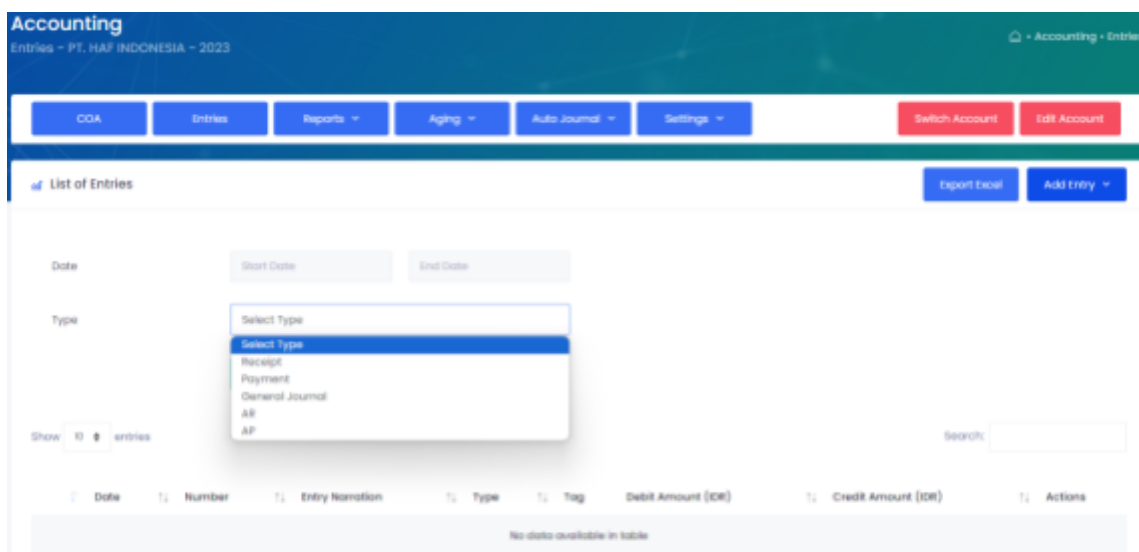 Accounting
Entries - PT. HAF INDONESIA - 2023
- Accounting - Entries
COA Entries Reports Aging Auto Journal Settings Switch Account Edit Account
List of Entries Export Excel Add Entry
Date Start Date End Date
Type Select Type
Select Type
Receipt
Payment
General Journal
AR
AP
Show 10 entries Search:
Date Number Entry Narration Type Tag Debit Amount (IDR) Credit Amount (IDR) Actions
No data available in table